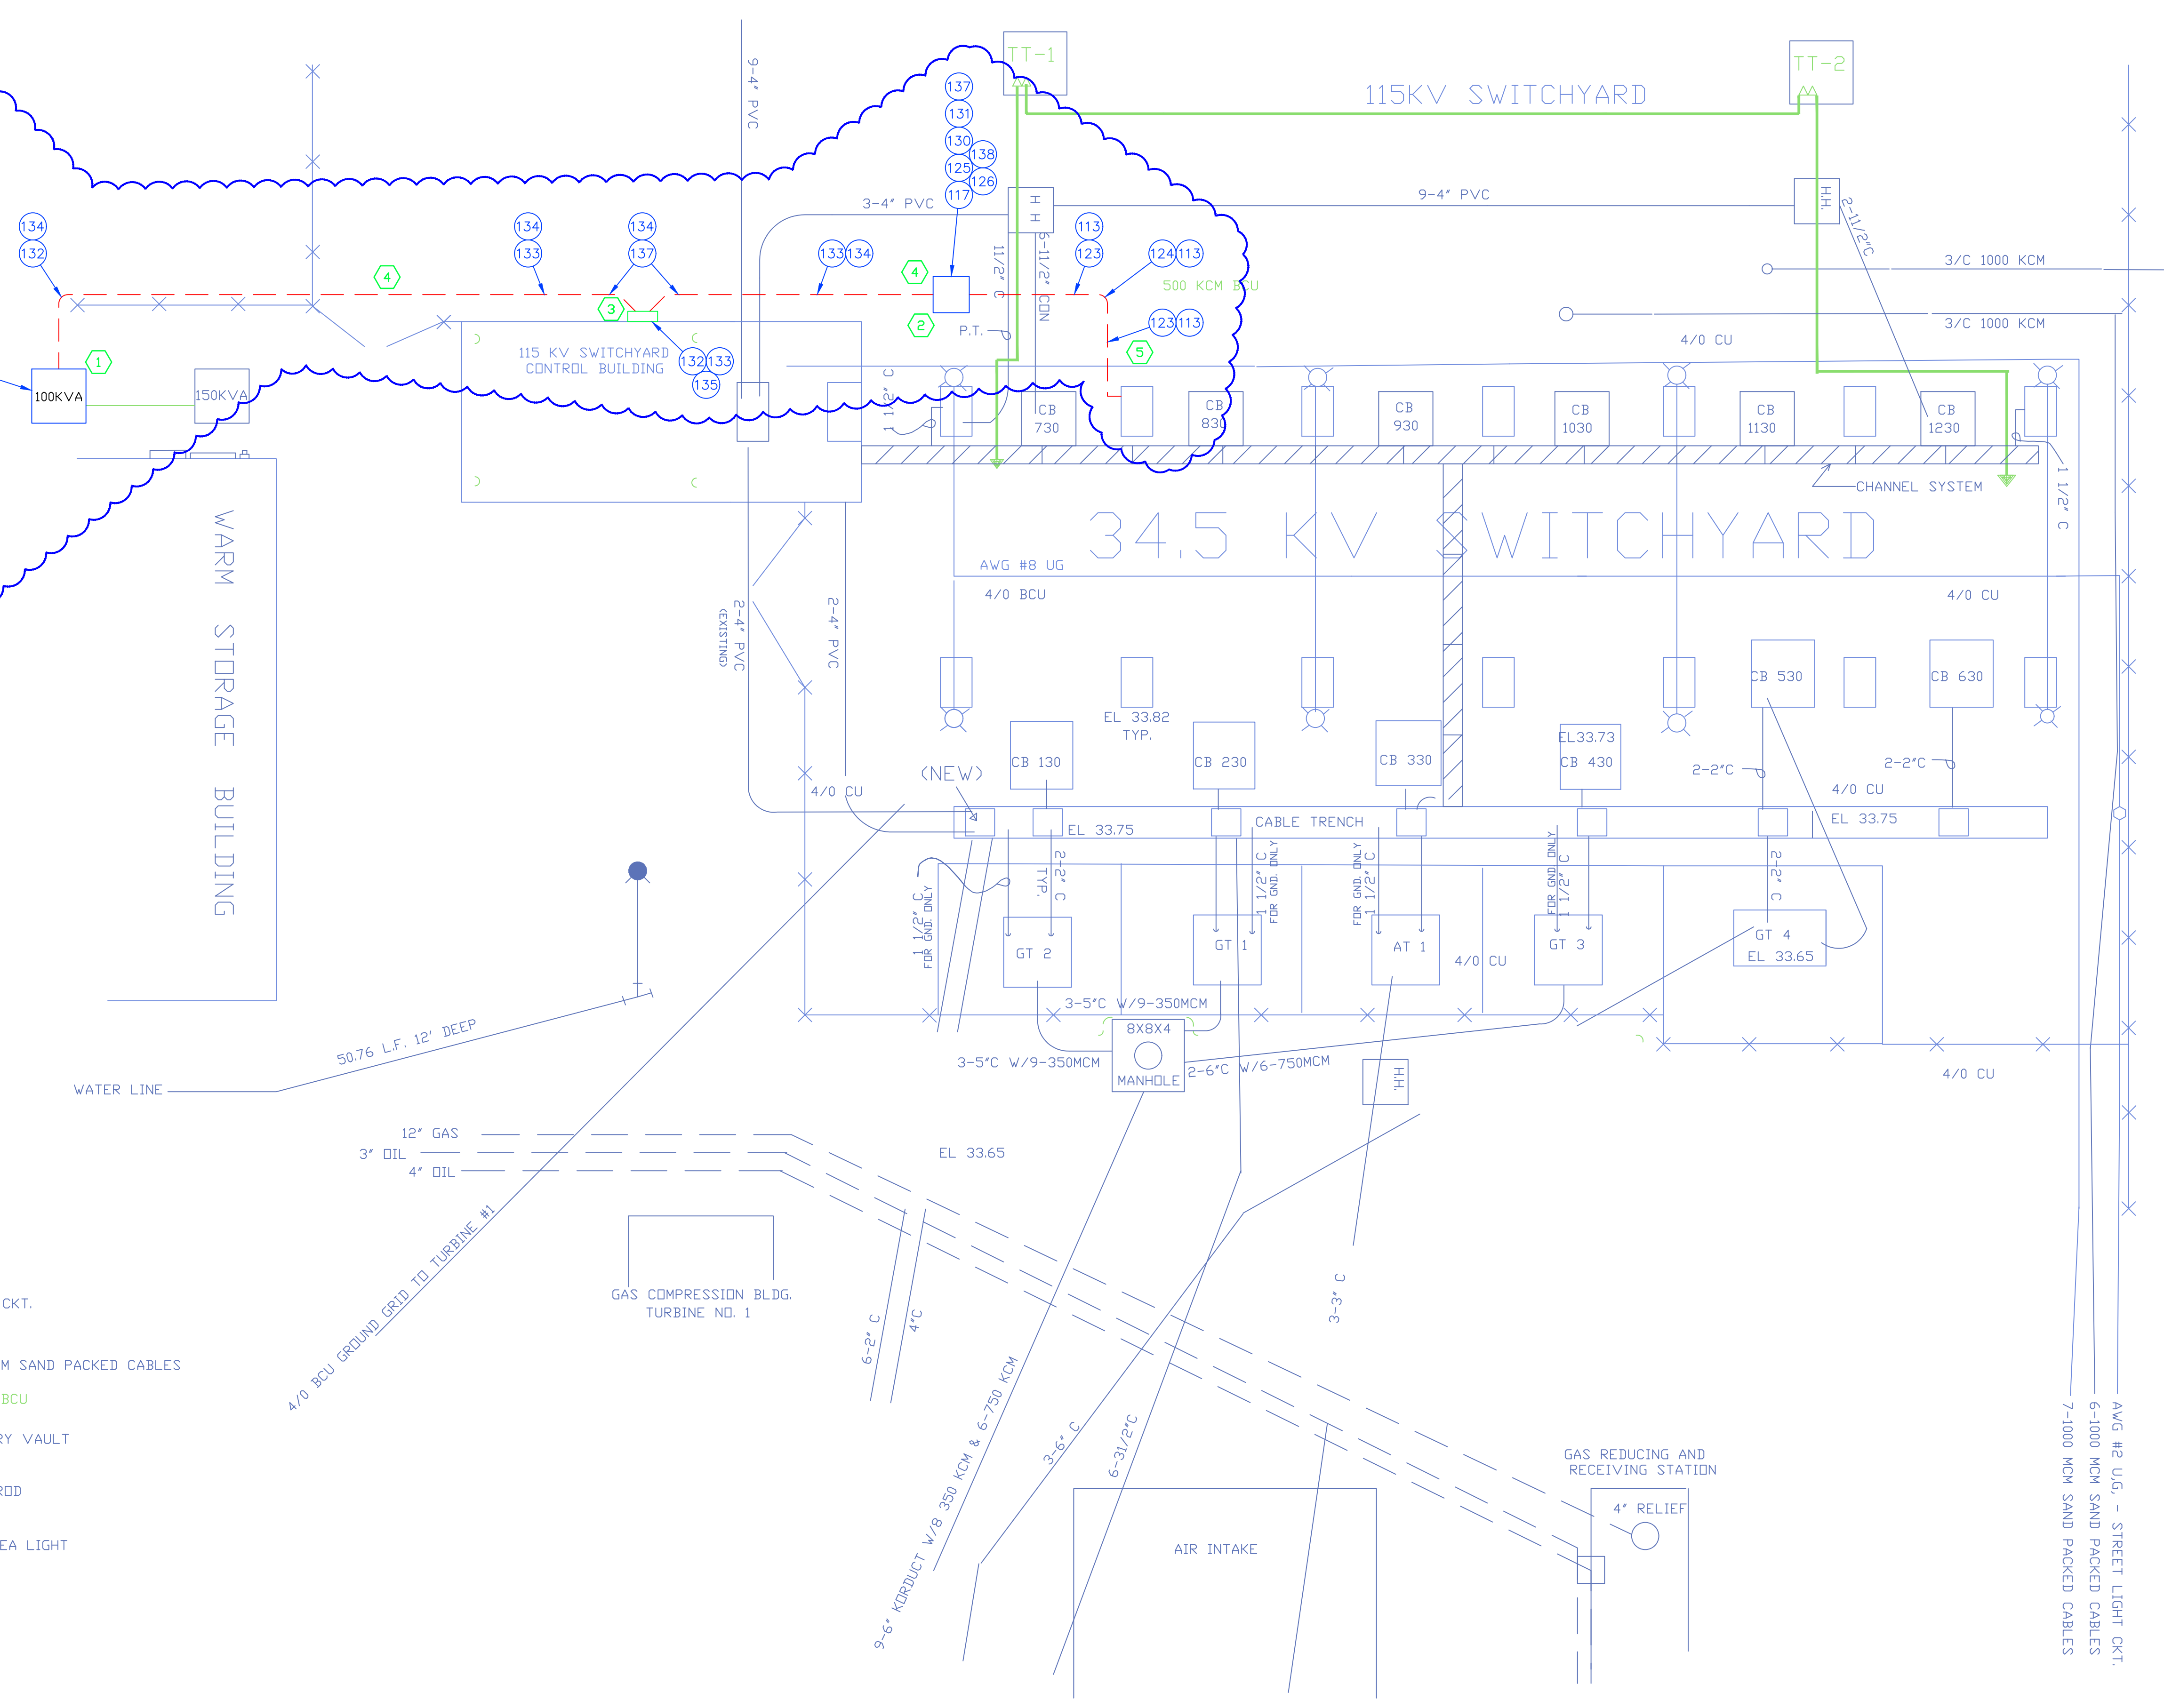 TT-1
TT-2
115KV SWITCHYARD
9-4" PVC
137
131
130
138
125
126
117
3-4" PVC
H H
9-4" PVC
H.H.
2-11/2"C
134
132
134
133
134
137
133
134
113
123
124
113
4
4
3
2
1
5
11/2" C
6-11/2" CON
500 KCM BCU
3/C 1000 KCM
3/C 1000 KCM
P.T.
123
113
4/0 CU
115 KV SWITCHYARD
CONTROL BUILDING
132
133
135
100KVA
150KVA
1 1/2" C
CB
730
CB
830
CB
930
CB
1030
CB
1130
CB
1230
CHANNEL SYSTEM
1 1/2" C
34.5 KV SWITCHYARD
WARM STORAGE BUILDING
AWG #8 UG
4/0 BCU
4/0 CU
2-4" PVC
(EXISTING)
2-4" PVC
EL 33.82
TYP.
CB 530
CB 630
CB 130
CB 230
CB 330
EL33.73
CB 430
2-2"C
2-2"C
(NEW)
4/0 CU
4/0 CU
EL 33.75
CABLE TRENCH
EL 33.75
2-2" C
TYP.
1 1/2" C
FOR GND. ONLY
1 1/2" C
FOR GND. ONLY
FOR GND. ONLY
1 1/2" C
FOR GND. ONLY
1 1/2" C
2-2" C
GT 2
GT 1
AT 1
GT 3
GT 4
EL 33.65
4/0 CU
3-5"C W/9-350MCM
8X8X4
MANHOLE
3-5"C W/9-350MCM
2-6"C W/6-750MCM
H.H.
4/0 CU
50.76 L.F. 12' DEEP
WATER LINE
12" GAS
3" OIL
4" OIL
EL 33.65
4/0 BCU GROUND GRID TO TURBINE #1
GAS COMPRESSION BLDG.
TURBINE NO. 1
6-2" C
4"C
3-3" C
CKT.
M SAND PACKED CABLES
BCU
RY VAULT
ROD
EA LIGHT
9-6" KORDUCT W/8 350 KCM & 6-750 KCM
3-6" C
6-31/2"C
GAS REDUCING AND
RECEIVING STATION
4" RELIEF
AIR INTAKE
7-1000 MCM SAND PACKED CABLES
6-1000 MCM SAND PACKED CABLES
AWG #2 U,G, - STREET LIGHT CKT.